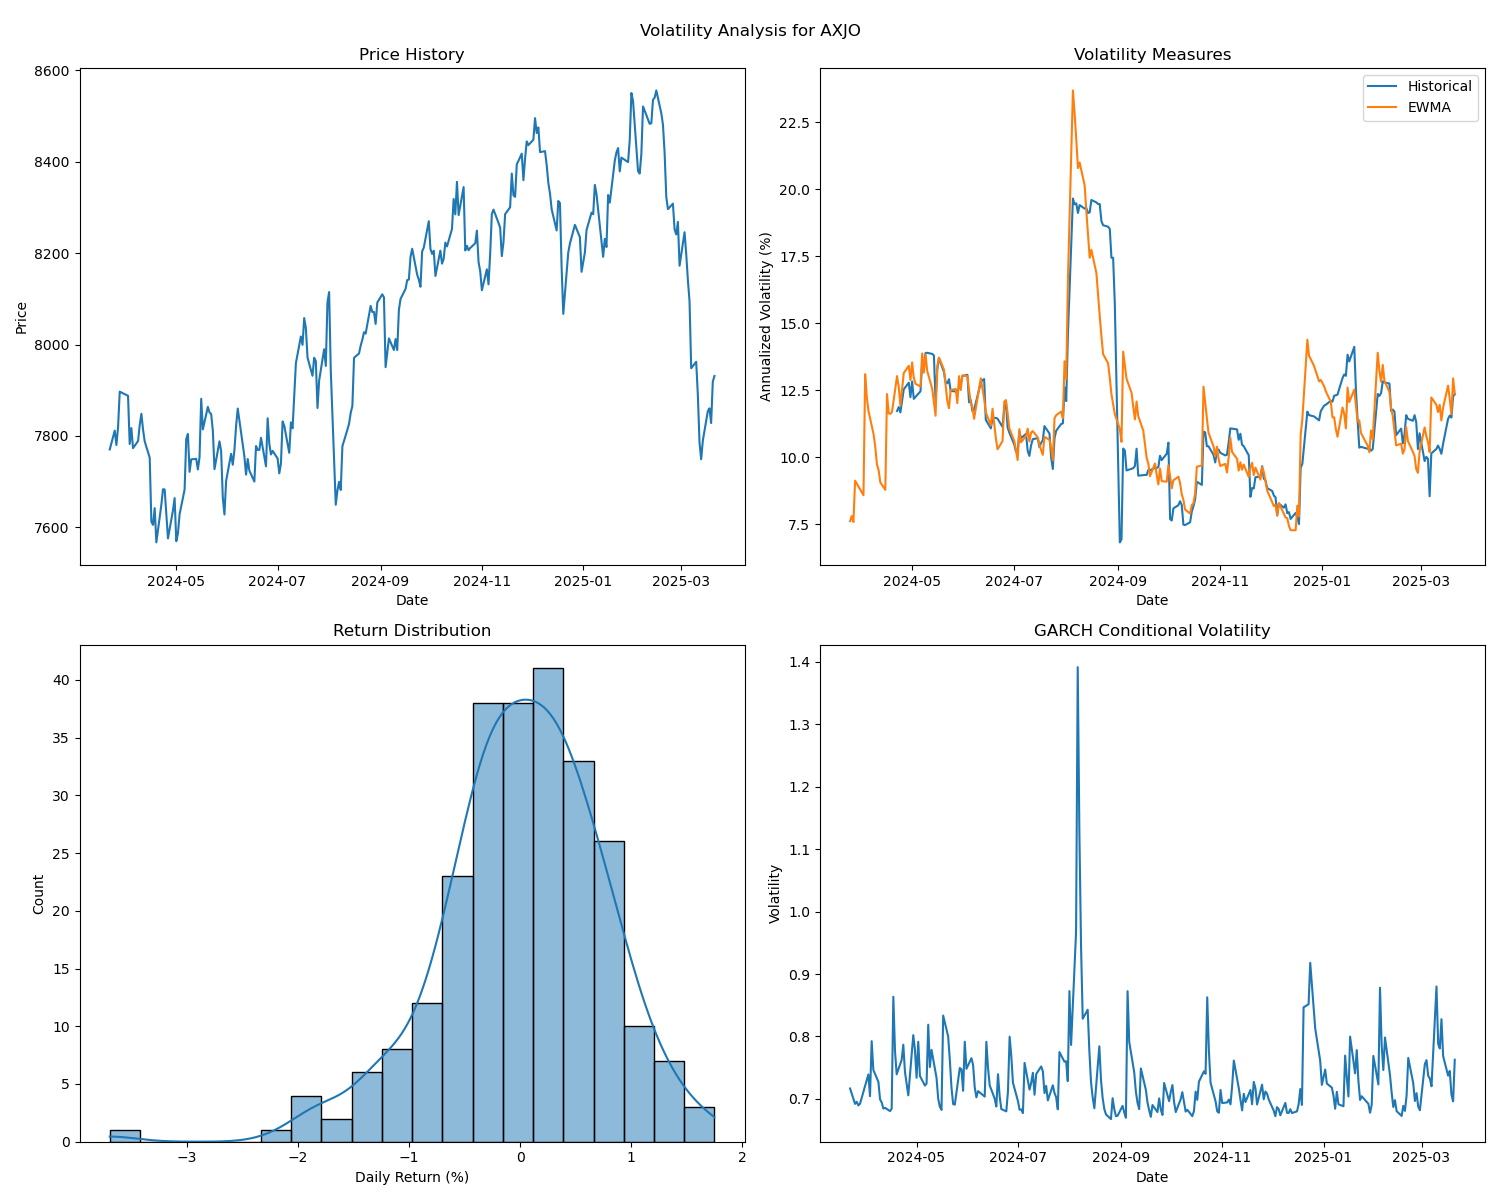 Volatility Analysis for AXJO
Price History
8600
8400
8200
8000
7800
7600
Price
2024-05 2024-07 2024-09 2024-11 2025-01 2025-03
Date
Volatility Measures
Historical
EWMA
22.5
20.0
17.5
15.0
12.5
10.0
7.5
Annualized Volatility (%)
2024-05 2024-07 2024-09 2024-11 2025-01 2025-03
Date
Return Distribution
40
35
30
25
20
15
10
5
0
Count
−3 −2 −1 0 1 2
Daily Return (%)
GARCH Conditional Volatility
1.4
1.3
1.2
1.1
1.0
0.9
0.8
0.7
Volatility
2024-05 2024-07 2024-09 2024-11 2025-01 2025-03
Date